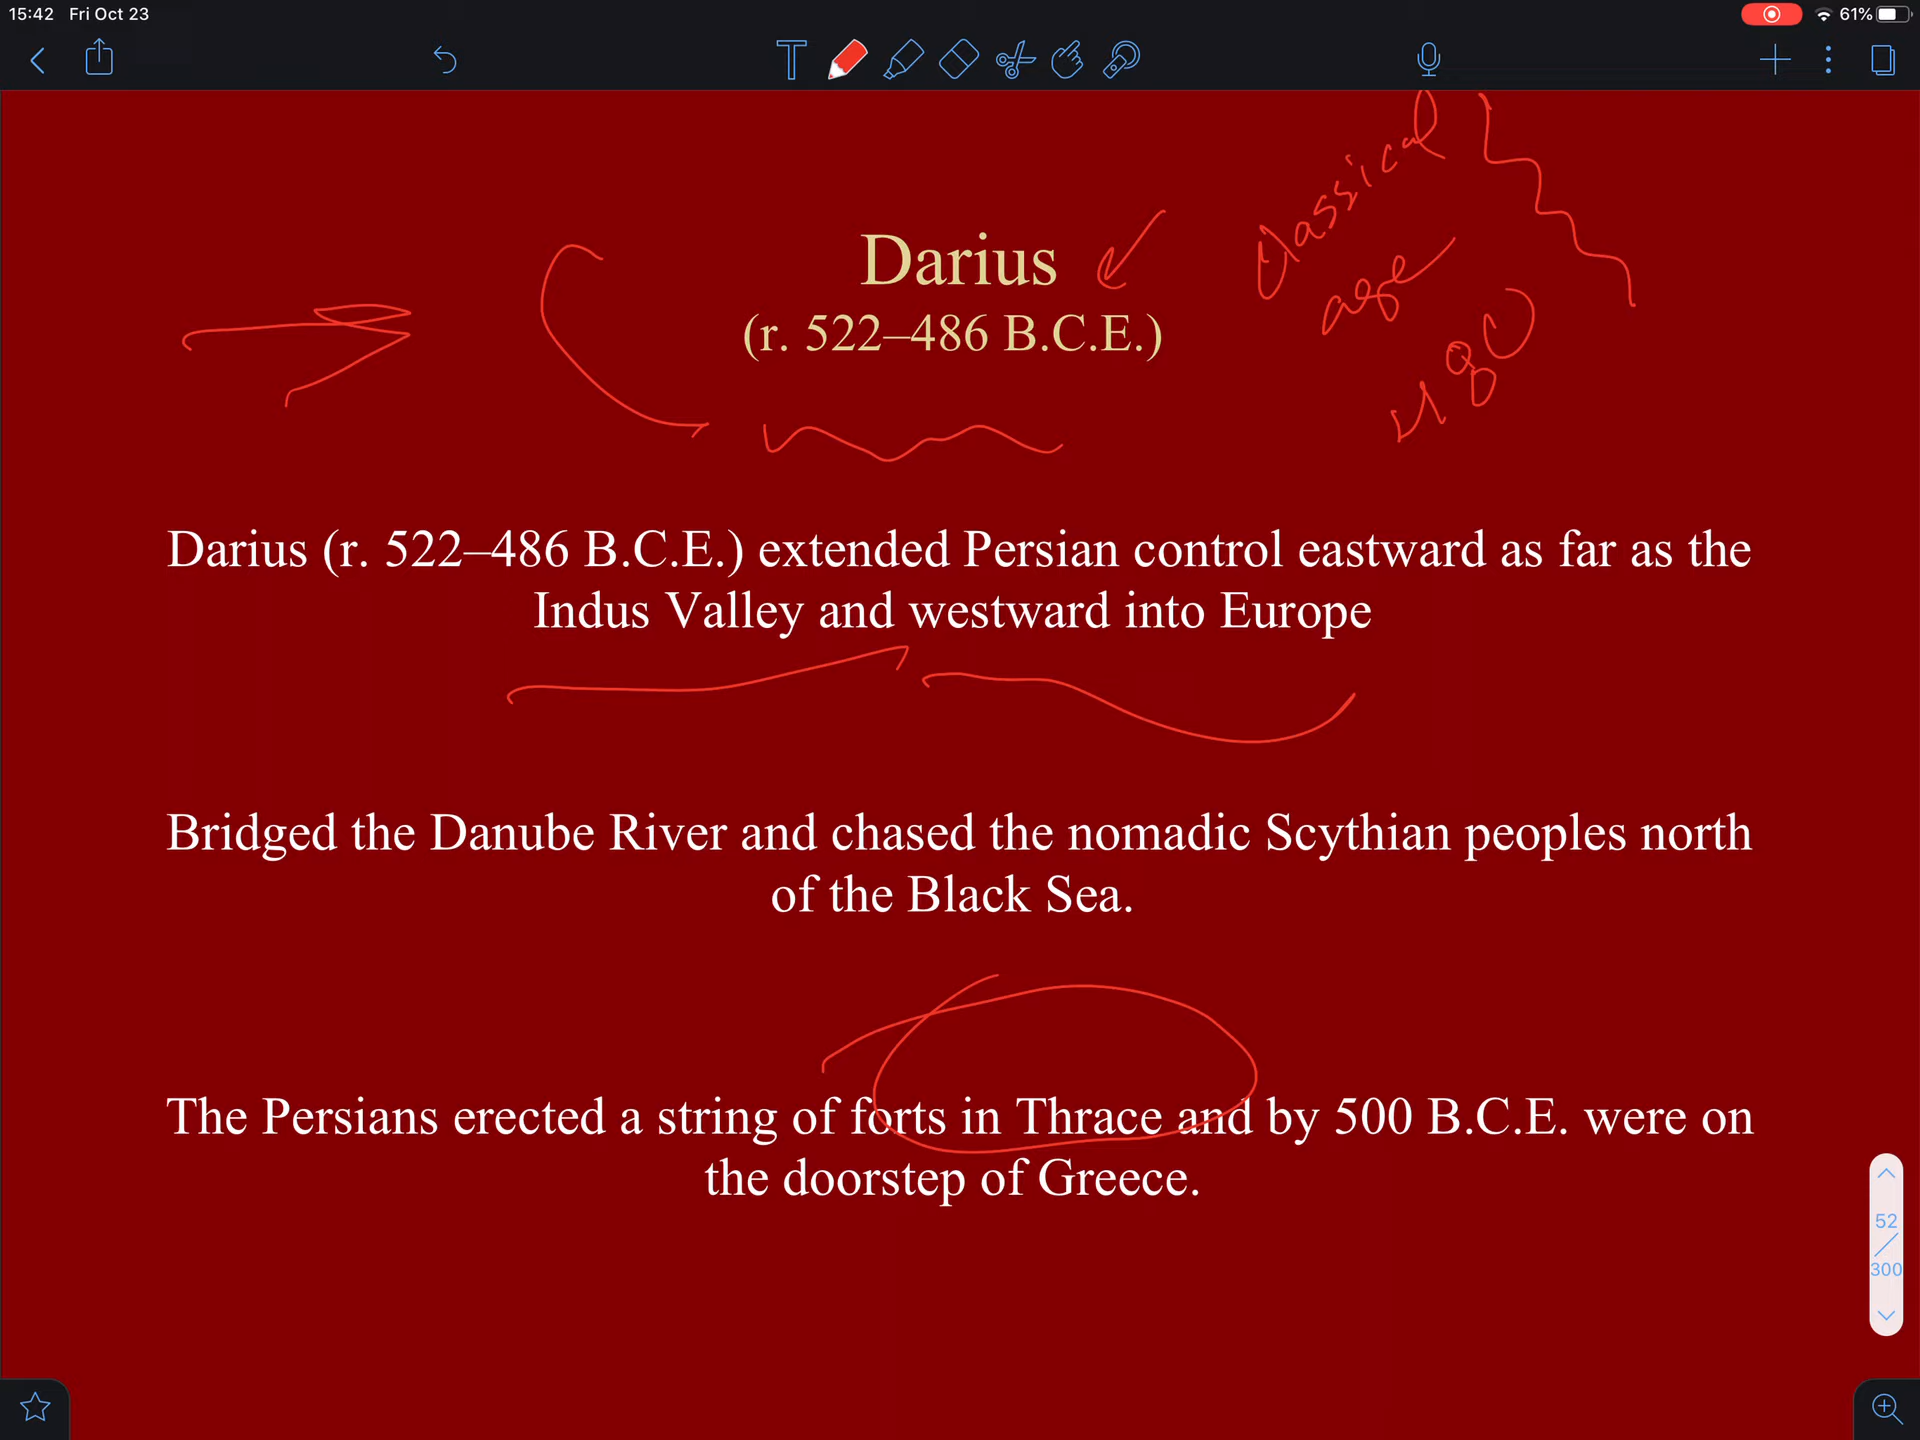 15:42 Fri Oct 23
61%
Classical
age
480
Darius
(r. 522–486 B.C.E.)
Darius (r. 522–486 B.C.E.) extended Persian control eastward as far as the
Indus Valley and westward into Europe
Bridged the Danube River and chased the nomadic Scythian peoples north
of the Black Sea.
The Persians erected a string of forts in Thrace and by 500 B.C.E. were on
the doorstep of Greece.
52
300